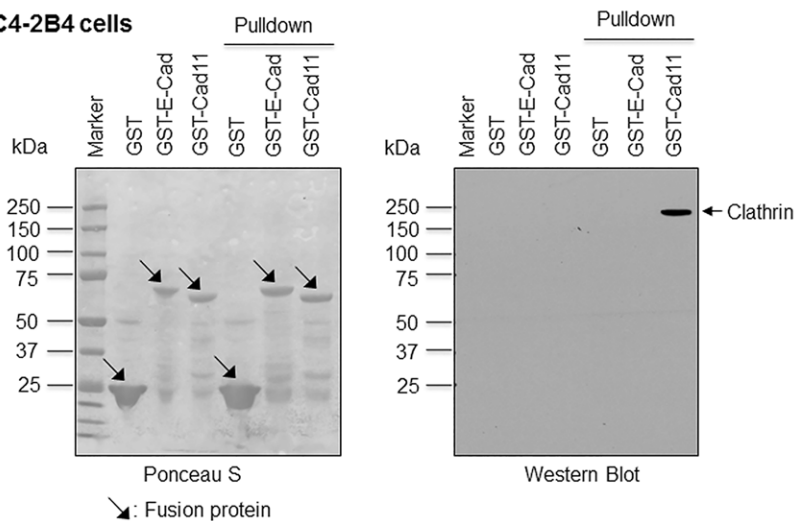 C4-2B4 cells
Pulldown
kDa
Marker
GST
GST-E-Cad
GST-Cad11
GST
GST-E-Cad
GST-Cad11
250
150
100
75
50
37
25
Ponceau S
: Fusion protein
Pulldown
kDa
Marker
GST
GST-E-Cad
GST-Cad11
GST
GST-E-Cad
GST-Cad11
250
150
100
75
50
37
25
Clathrin
Western Blot